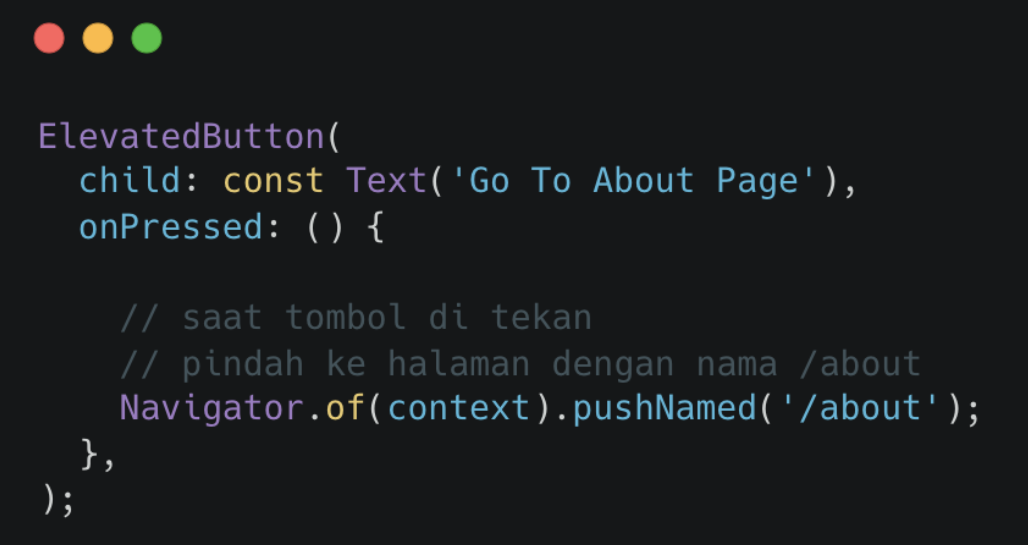 ElevatedButton(
  child: const Text('Go To About Page'),
  onPressed: () {
    // saat tombol di tekan
    // pindah ke halaman dengan nama /about
    Navigator.of(context).pushNamed('/about');
  },
);